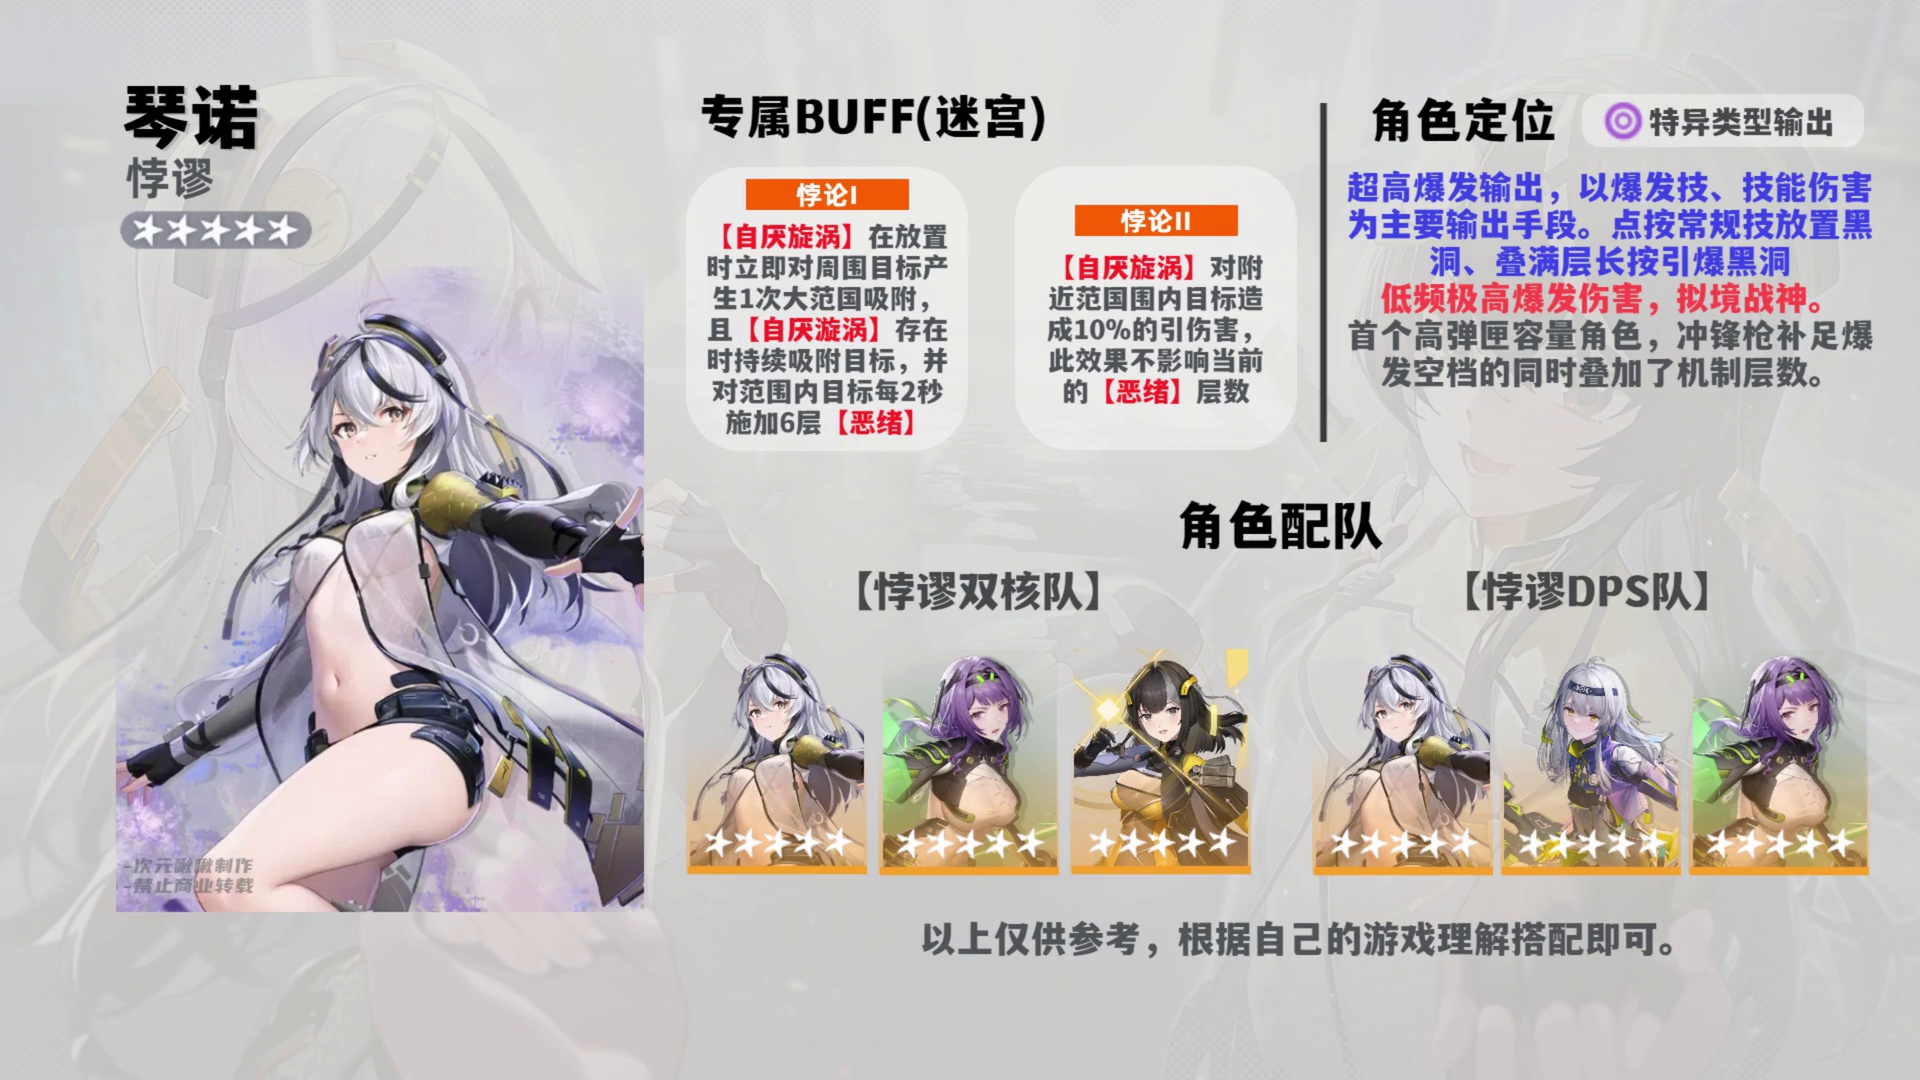 琴诺
悖谬
专属BUFF(迷宫)
悖论I
【自厌旋涡】在放置
时立即对周围目标产
生1次大范国吸附，
且【自厌漩涡】存在
时持续吸附目标，并
对范围内目标每2秒
施加6层【恶绪】
悖论II
【自厌旋涡】对附
近范国围内目标造
成10%的引伤害，
此效果不影响当前
的【恶绪】层数
角色定位
特异类型输出
超高爆发输出，以爆发技、技能伤害
为主要输出手段。点按常规技放置黑
洞、叠满层长按引爆黑洞
低频极高爆发伤害，拟境战神。
首个高弹匣容量角色，冲锋枪补足爆
发空档的同时叠加了机制层数。
角色配队
【悖谬双核队】
【悖谬DPS队】
以上仅供参考，根据自己的游戏理解搭配即可。
-次元啾啾制作
-禁止商业转载